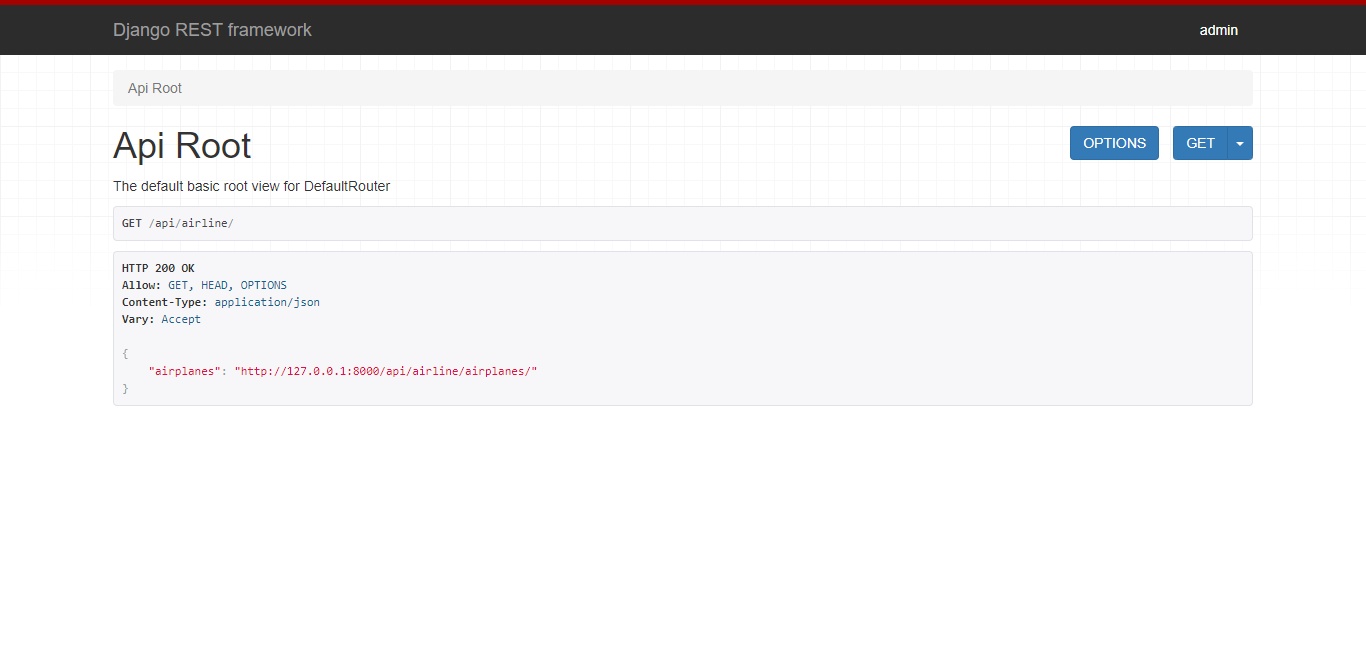 Django REST framework
admin
Api Root
Api Root
OPTIONS
GET
The default basic root view for DefaultRouter
GET /api/airline/
HTTP 200 OK
Allow: GET, HEAD, OPTIONS
Content-Type: application/json
Vary: Accept
{
    "airplanes": "http://127.0.0.1:8000/api/airline/airplanes/"
}